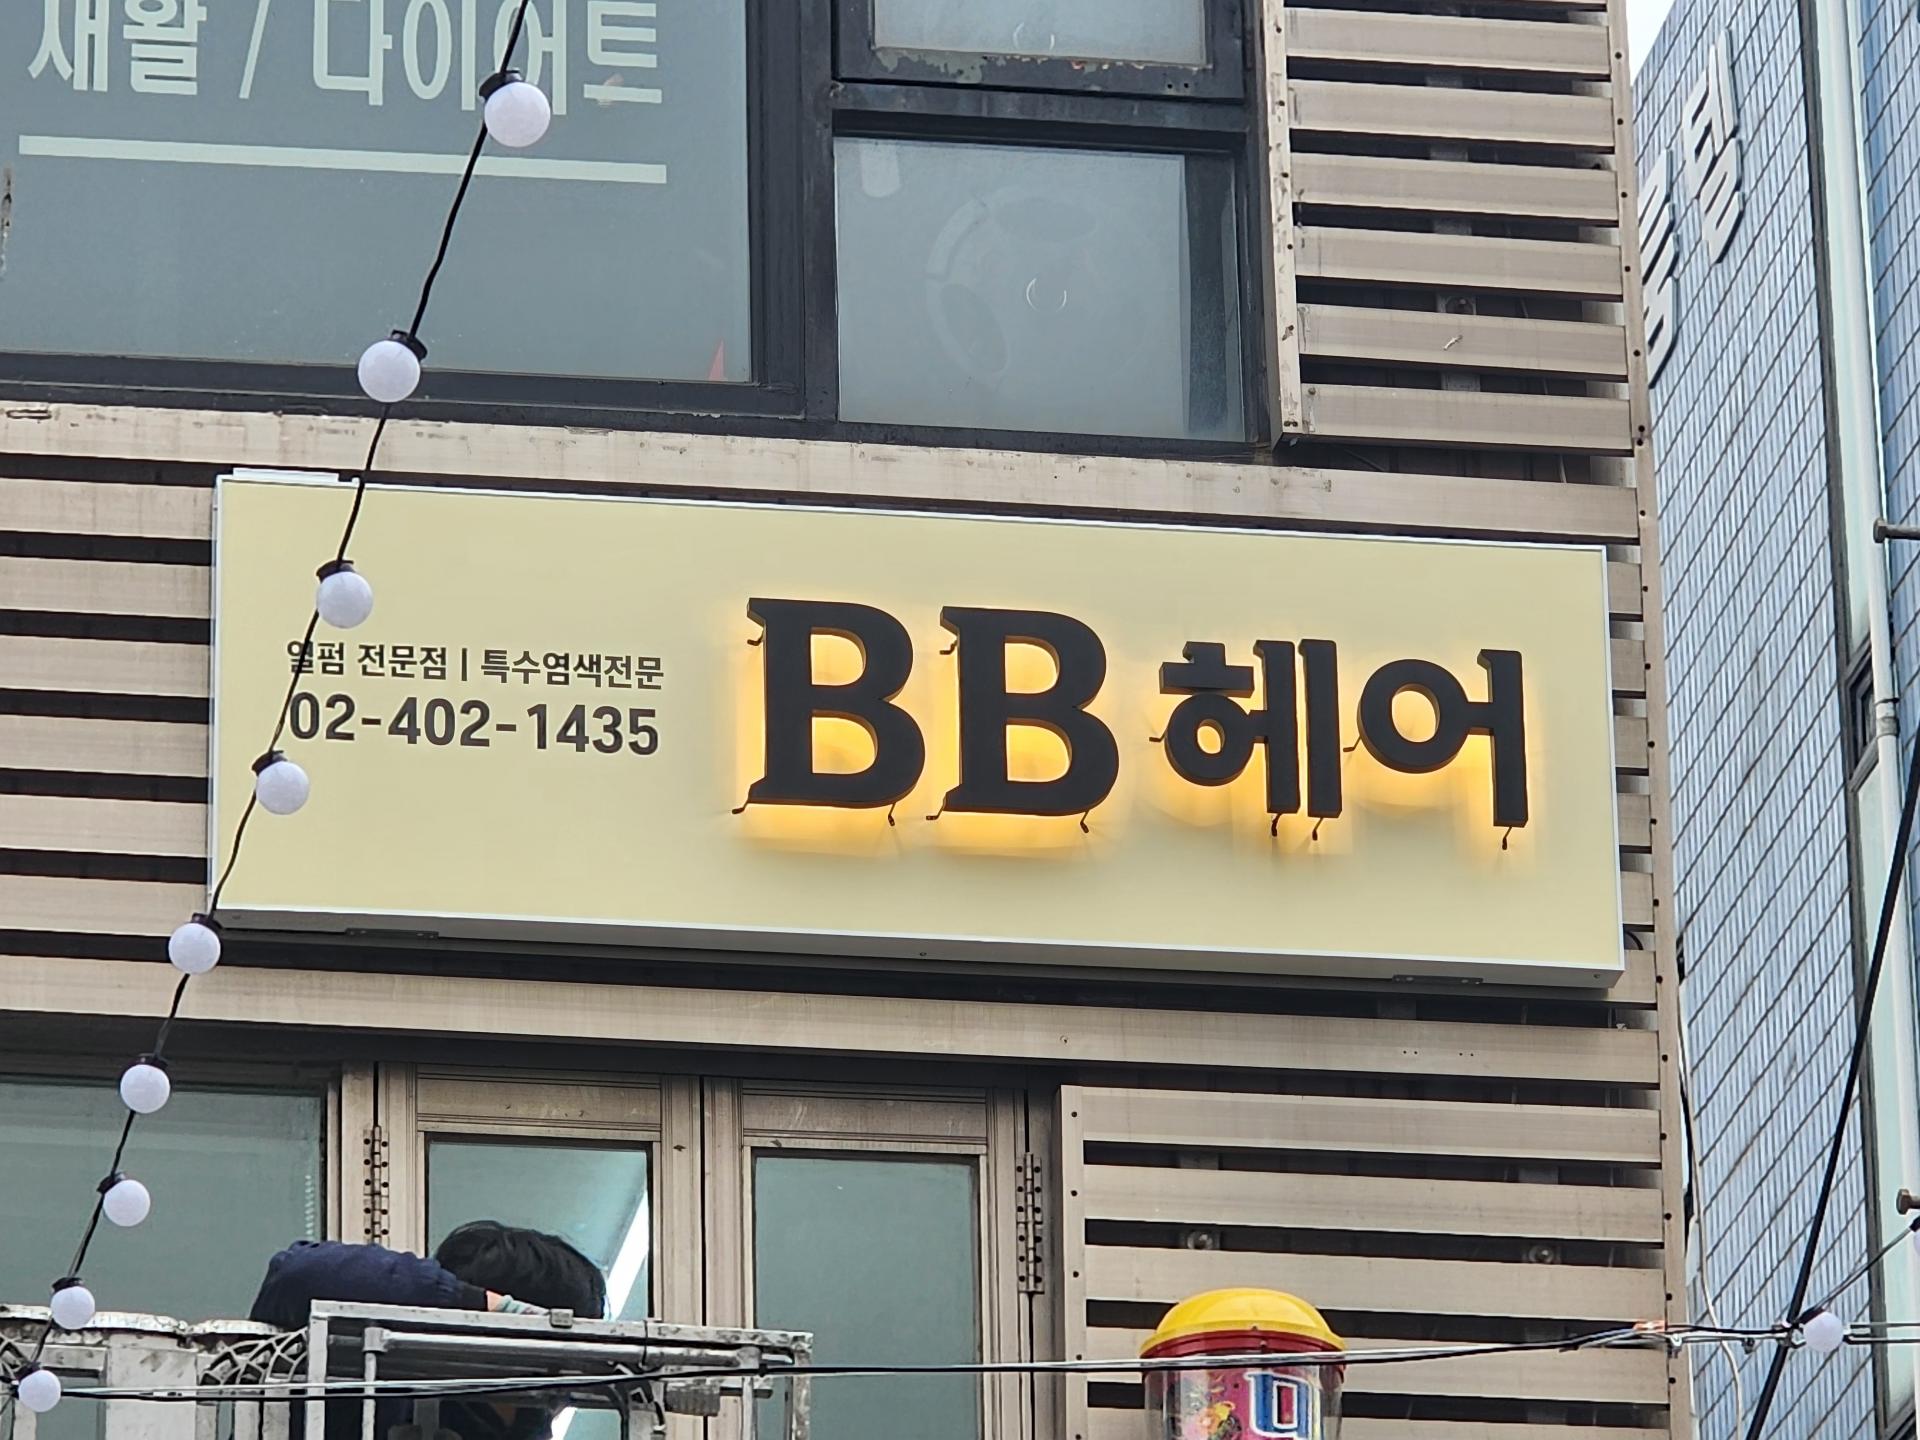 재활 / 다이어트
열펌 전문점 | 특수염색전문
02-402-1435
BB 헤어